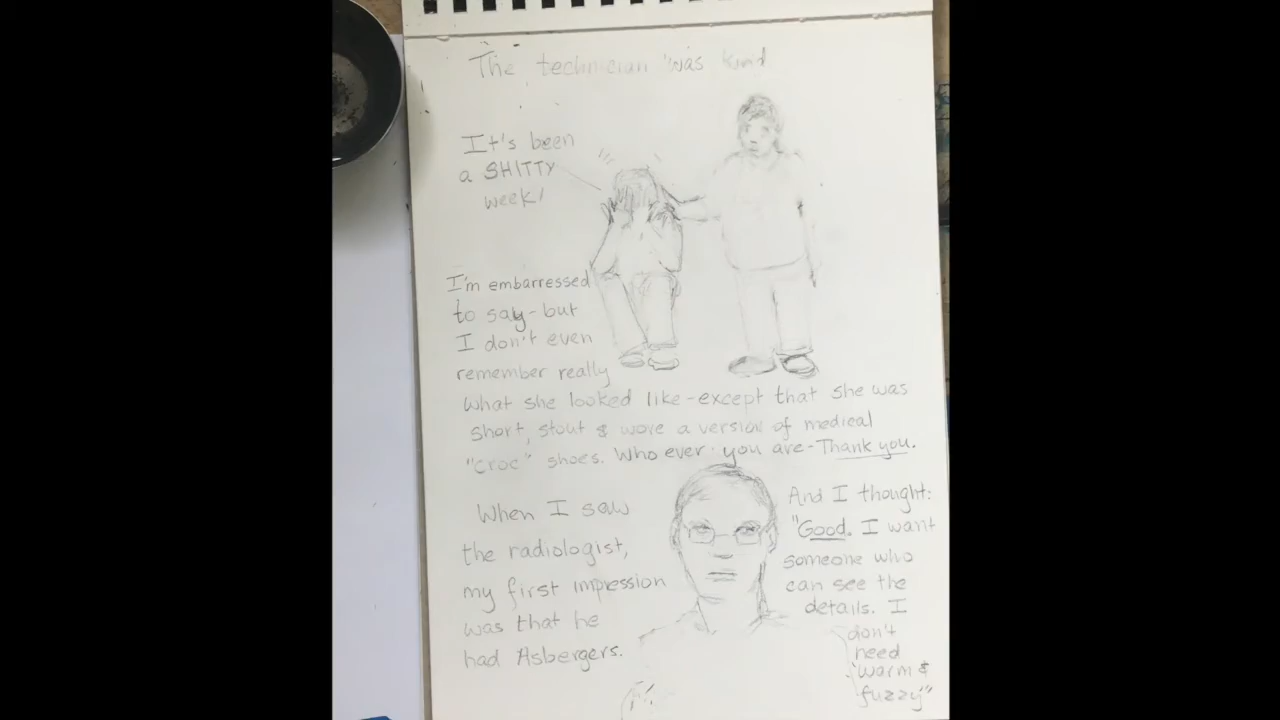 The technician was kind
It's been
a SHITTY
week!
I'm embarressed
to say-but
I don't even
remember really
what she looked like-except that she was
short, stout & wore a version of medical
"croc" shoes. Who ever you are-Thank you.
When I saw
the radiologist,
my first impression
was that he
had Asbergers.
And I thought:
"Good. I want
someone who
can see the
details. I
don't
need
"warm &
fuzzy"